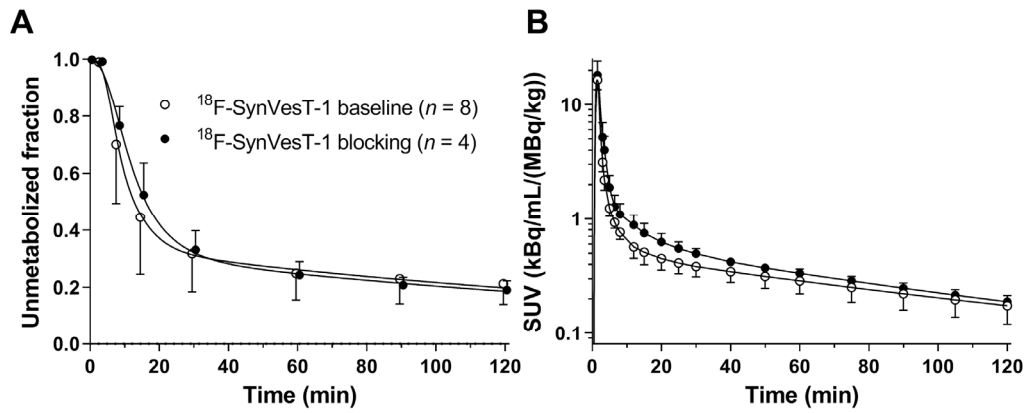 A
Unmetabolized fraction
1.0
0.8
0.6
0.4
0.2
0.0
¹⁸F-SynVesT-1 baseline (n = 8)
¹⁸F-SynVesT-1 blocking (n = 4)
0 20 40 60 80 100 120
Time (min)
B
SUV (kBq/mL/(MBq/kg))
10
1
0.1
0 20 40 60 80 100 120
Time (min)